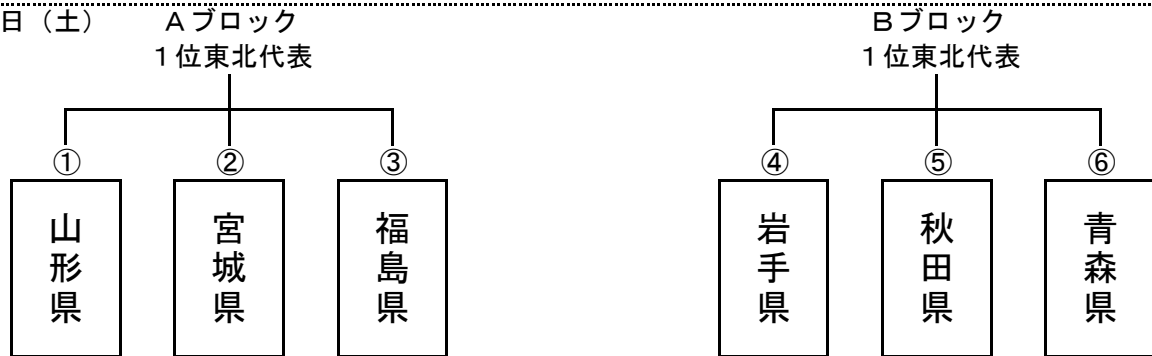 日（土）
Ａブロック
１位東北代表
Ｂブロック
１位東北代表
①
②
③
④
⑤
⑥
山形県
宮城県
福島県
岩手県
秋田県
青森県